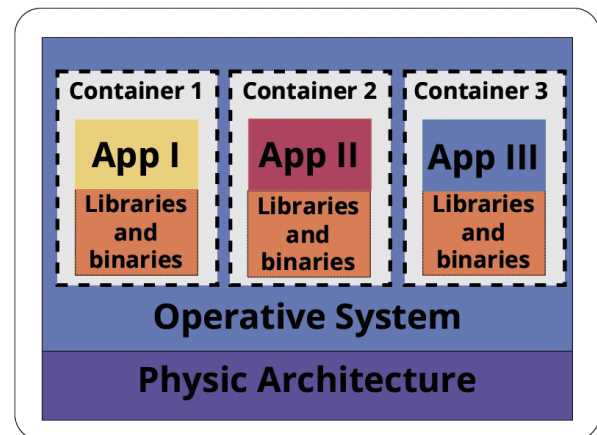 Container 1
App I
Libraries
and
binaries
Container 2
App II
Libraries
and
binaries
Container 3
App III
Libraries
and
binaries
Operative System
Physic Architecture